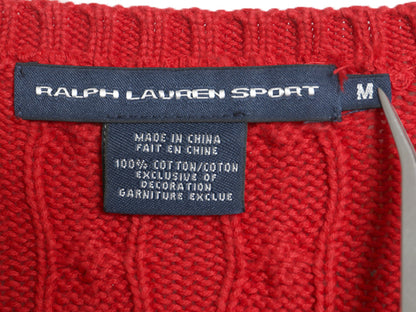 RALPH LAUREN SPORT
M
MADE IN CHINA
FAIT EN CHINE
100% COTTON/COTON
EXCLUSIVE OF
DECORATION
GARNITURE EXCLUE